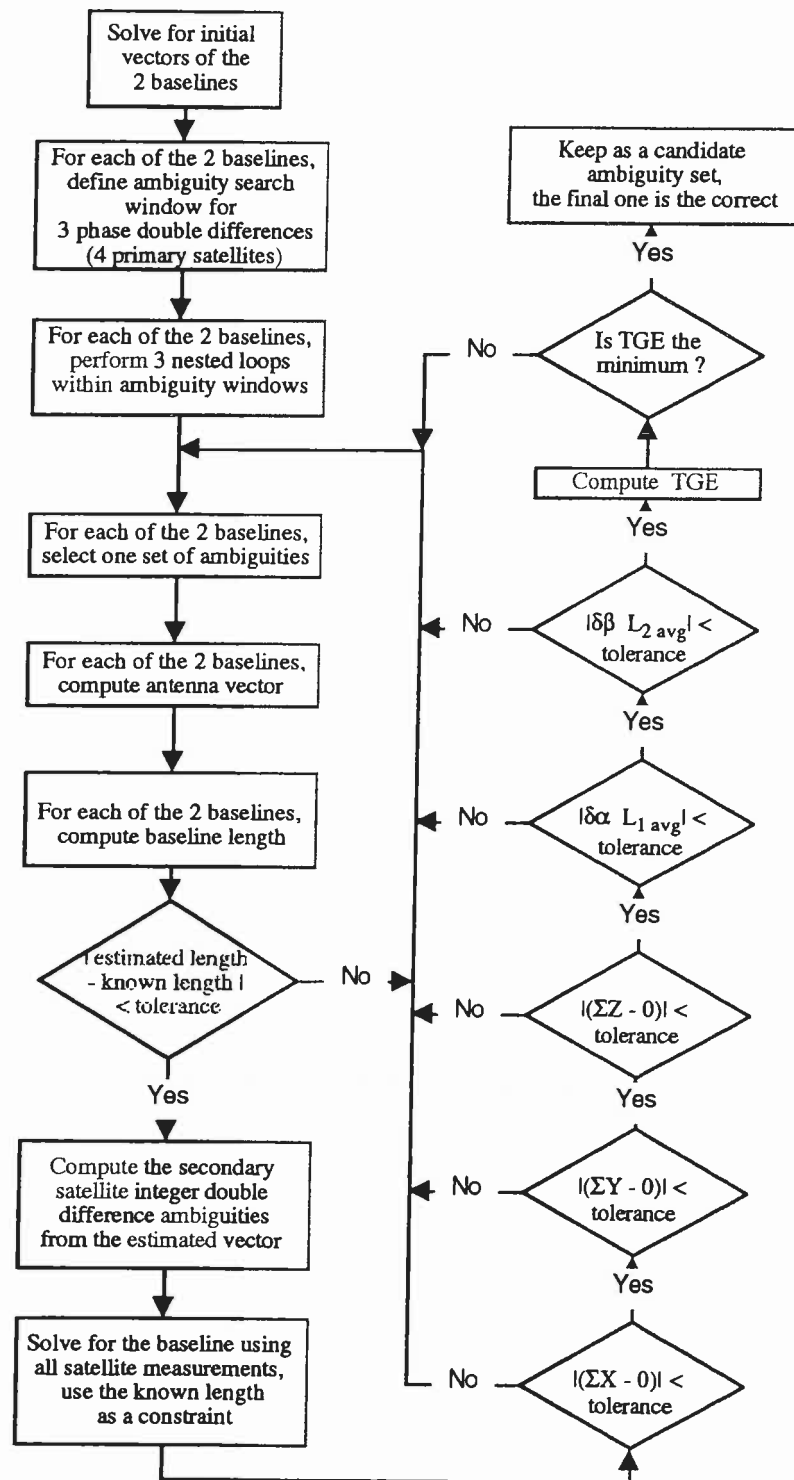 Solve for initial
vectors of the
2 baselines
For each of the 2 baselines,
define ambiguity search
window for
3 phase double differences
(4 primary satellites)
For each of the 2 baselines,
perform 3 nested loops
within ambiguity windows
For each of the 2 baselines,
select one set of ambiguities
For each of the 2 baselines,
compute antenna vector
For each of the 2 baselines,
compute baseline length
| estimated length
- known length |
< tolerance
No
Yes
Compute the secondary
satellite integer double
difference ambiguities
from the estimated vector
Solve for the baseline using
all satellite measurements,
use the known length
as a constraint
|(ΣX - 0)| <
tolerance
No
Yes
|(ΣY - 0)| <
tolerance
No
Yes
|(ΣZ - 0)| <
tolerance
No
Yes
|δα L1 avg| <
tolerance
No
Yes
|δβ L2 avg| <
tolerance
No
Yes
Compute TGE
Is TGE the
minimum ?
No
Yes
Keep as a candidate
ambiguity set,
the final one is the correct